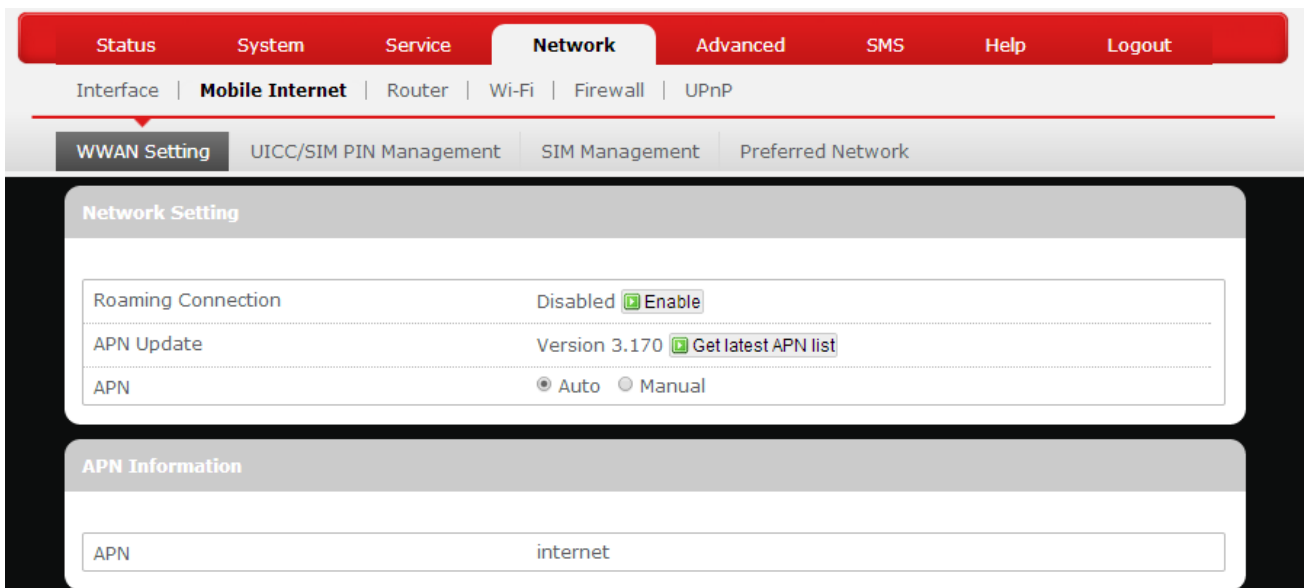 Status System Service Network Advanced SMS Help Logout
Interface | Mobile Internet | Router | Wi-Fi | Firewall | UPnP
WWAN Setting UICC/SIM PIN Management SIM Management Preferred Network
Network Setting
Roaming Connection Disabled Enable
APN Update Version 3.170 Get latest APN list
APN Auto Manual
APN Information
APN internet